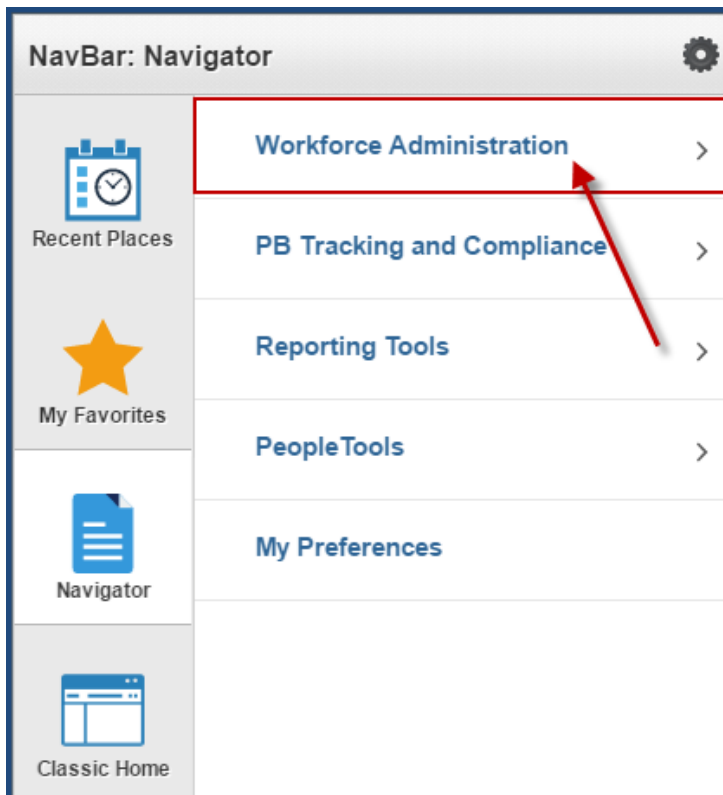 NavBar: Navigator
Recent Places
My Favorites
Navigator
Classic Home
Workforce Administration
PB Tracking and Compliance
Reporting Tools
PeopleTools
My Preferences